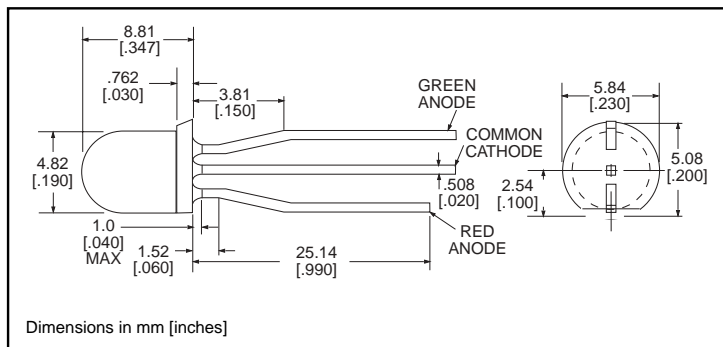 8.81
[.347]
.762
[.030]
3.81
[.150]
GREEN
ANODE
5.84
[.230]
COMMON
CATHODE
4.82
[.190]
5.08
[.200]
2.54
[.100]
.508
[.020]
1.0
[.040]
MAX
1.52
[.060]
25.14
[.990]
RED
ANODE
Dimensions in mm [inches]